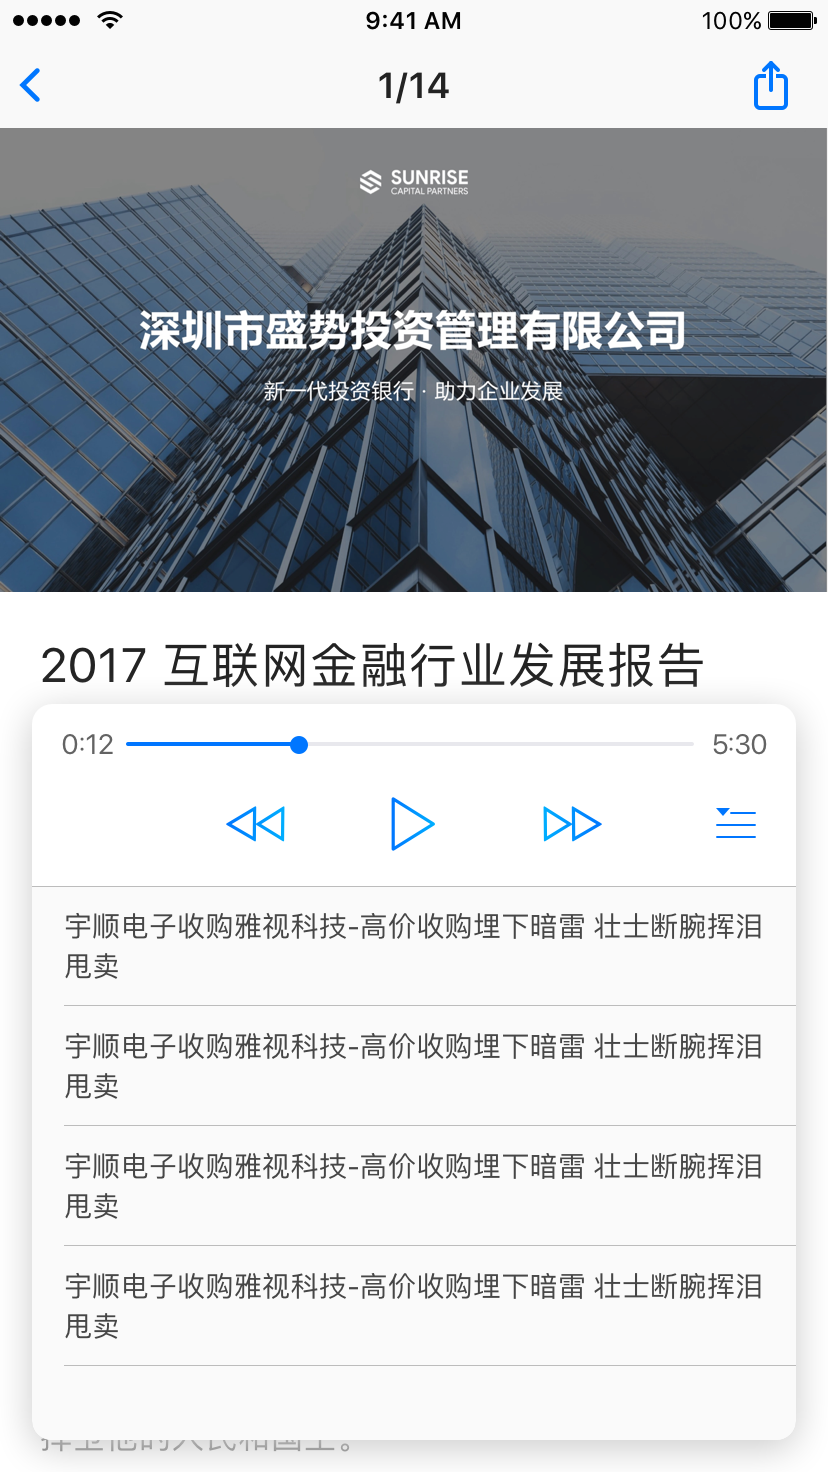 9:41 AM
100%
1/14
SUNRISE
CAPITAL PARTNERS
深圳市盛势投资管理有限公司
新一代投资银行 · 助力企业发展
2017 互联网金融行业发展报告
0:12
5:30
宇顺电子收购雅视科技-高价收购埋下暗雷 壮士断腕挥泪
甩卖
宇顺电子收购雅视科技-高价收购埋下暗雷 壮士断腕挥泪
甩卖
宇顺电子收购雅视科技-高价收购埋下暗雷 壮士断腕挥泪
甩卖
宇顺电子收购雅视科技-高价收购埋下暗雷 壮士断腕挥泪
甩卖